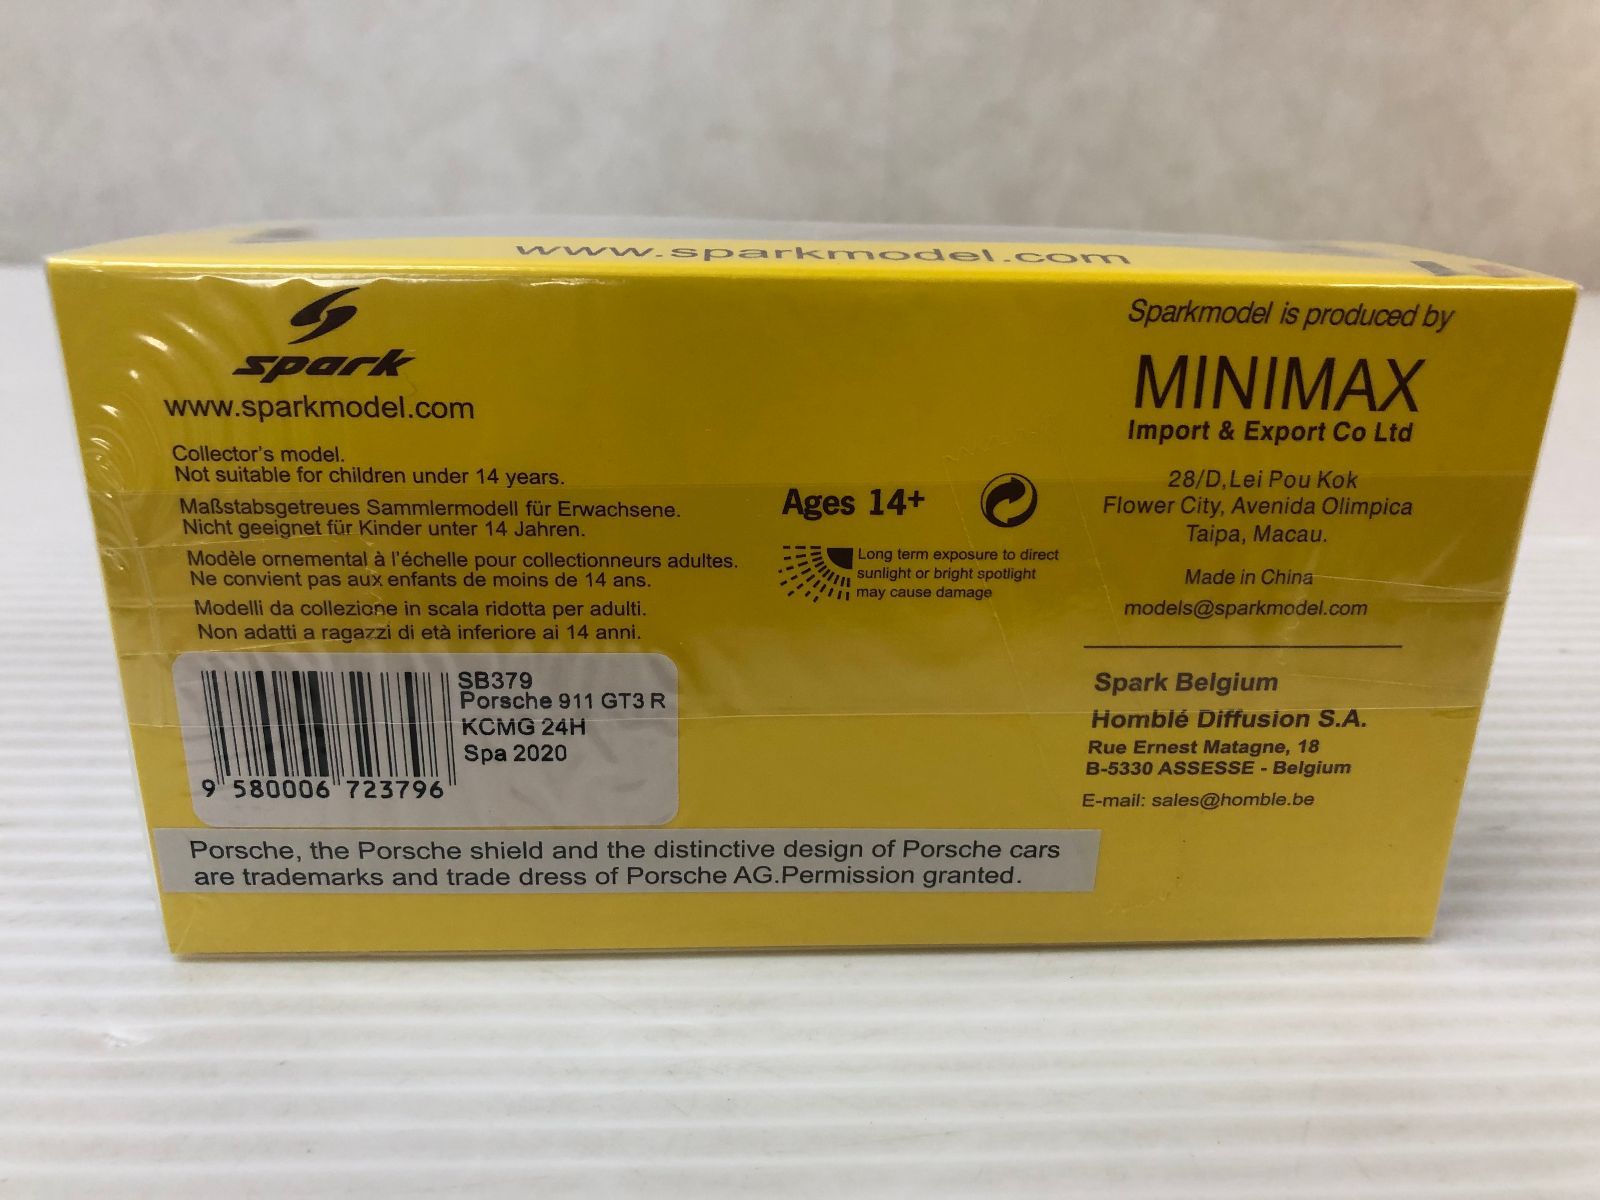 www.sparkmodel.com
spark
www.sparkmodel.com
Collector's model.
Not suitable for children under 14 years.
Maßstabsgetreues Sammlermodell für Erwachsene.
Nicht geeignet für Kinder unter 14 Jahren.
Modèle ornemental à l'échelle pour collectionneurs adultes.
Ne convient pas aux enfants de moins de 14 ans.
Modelli da collezione in scala ridotta per adulti.
Non adatti a ragazzi di età inferiore ai 14 anni.
SB379
Porsche 911 GT3 R
KCMG 24H
Spa 2020
9 580006 723796
Porsche, the Porsche shield and the distinctive design of Porsche cars
are trademarks and trade dress of Porsche AG.Permission granted.
Ages 14+
Long term exposure to direct
sunlight or bright spotlight
may cause damage
Sparkmodel is produced by
MINIMAX
Import & Export Co Ltd
28/D,Lei Pou Kok
Flower City, Avenida Olimpica
Taipa, Macau.
Made in China
models@sparkmodel.com
Spark Belgium
Homblé Diffusion S.A.
Rue Ernest Matagne, 18
B-5330 ASSESSE - Belgium
E-mail: sales@homble.be